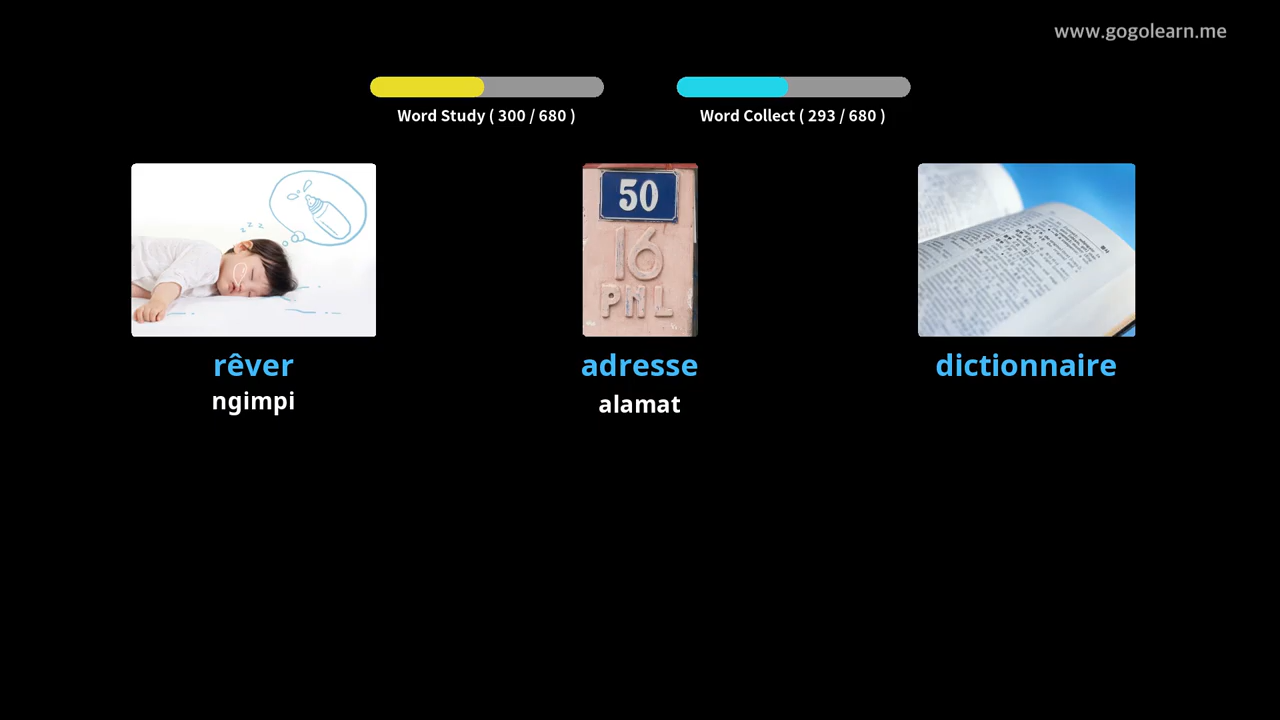 www.gogolearn.me
Word Study ( 300 / 680 )
Word Collect ( 293 / 680 )
50
16
PNL
rêver
adresse
dictionnaire
ngimpi
alamat